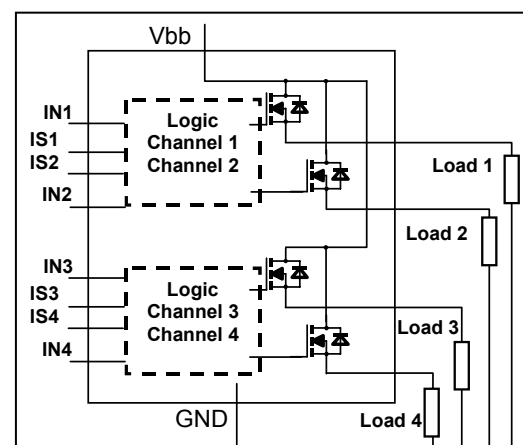 Vbb
IN1
IS1
IS2
IN2
Logic
Channel 1
Channel 2
Load 1
Load 2
IN3
IS3
IS4
IN4
Logic
Channel 3
Channel 4
Load 3
Load 4
GND